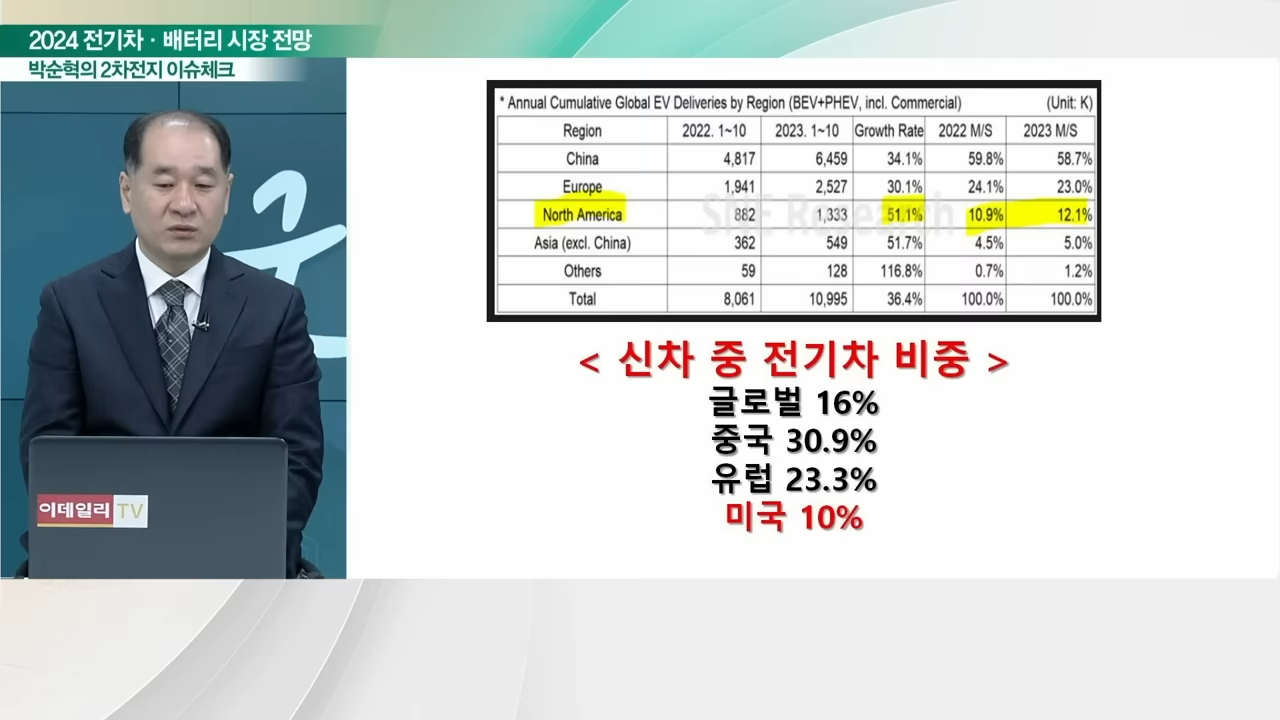 2024 전기차 · 배터리 시장 전망
박순혁의 2차전지 이슈체크
* Annual Cumulative Global EV Deliveries by Region (BEV+PHEV, incl. Commercial) (Unit: K)
Region 2022. 1~10 2023. 1~10 Growth Rate 2022 M/S 2023 M/S
China 4,817 6,459 34.1% 59.8% 58.7%
Europe 1,941 2,527 30.1% 24.1% 23.0%
North America 882 1,333 51.1% 10.9% 12.1%
Asia (excl. China) 362 549 51.7% 4.5% 5.0%
Others 59 128 116.8% 0.7% 1.2%
Total 8,061 10,995 36.4% 100.0% 100.0%
SNE Research
< 신차 중 전기차 비중 >
글로벌 16%
중국 30.9%
유럽 23.3%
미국 10%
이데일리 TV